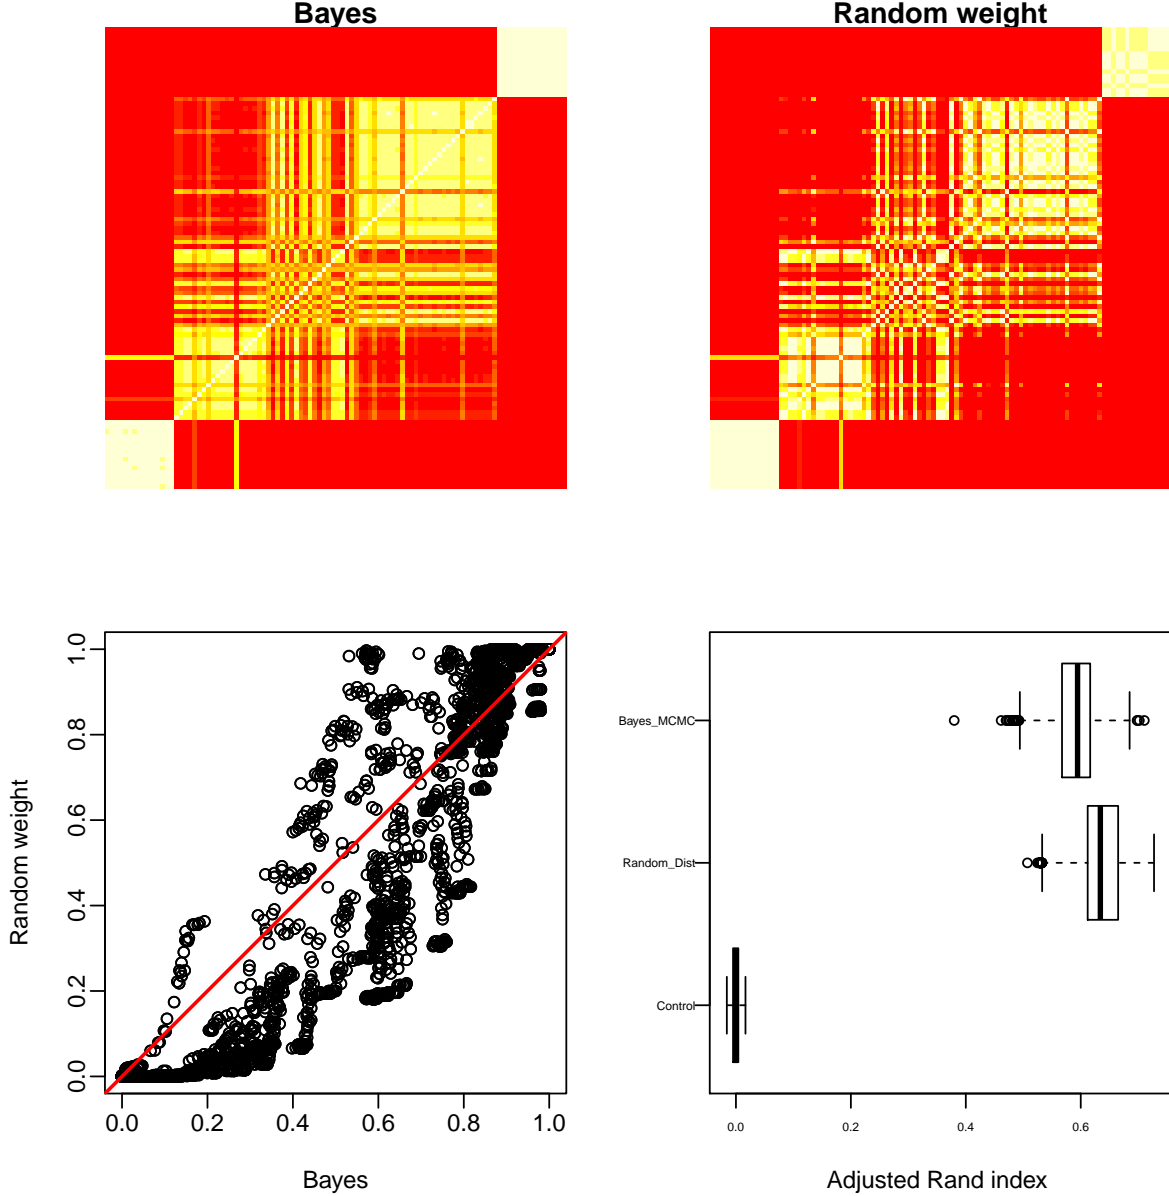 Bayes
Random weight
Random weight
1.0
0.8
0.6
0.4
0.2
0.0
0.0 0.2 0.4 0.6 0.8 1.0
Bayes
Bayes_MCMC
Random_Dist
Control
0.0 0.2 0.4 0.6
Adjusted Rand index